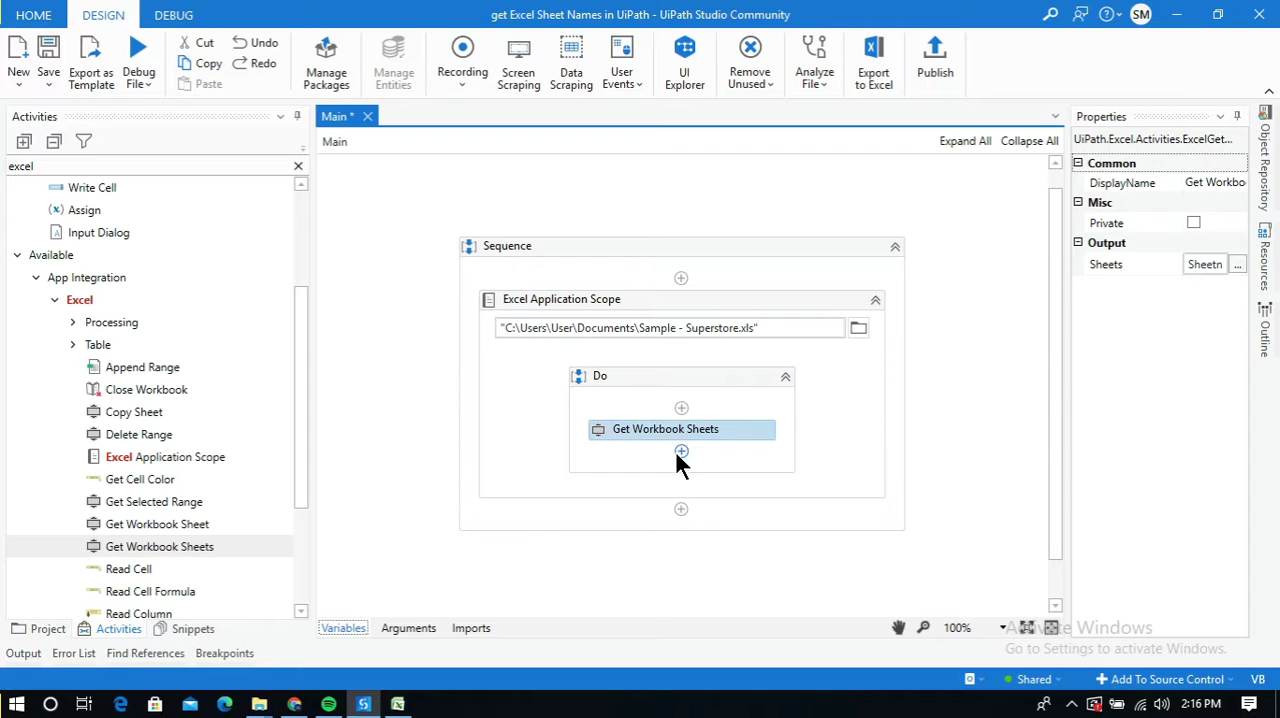 HOME DESIGN DEBUG get Excel Sheet Names in UiPath - UiPath Studio Community SM
New Save Export as Template Debug File Cut Copy Paste Undo Redo Manage Packages Manage Entities Recording Screen Scraping Data Scraping User Events UI Explorer Remove Unused Analyze File Export to Excel Publish
Activities
excel
Write Cell
Assign
Input Dialog
Available
App Integration
Excel
Processing
Table
Append Range
Close Workbook
Copy Sheet
Delete Range
Excel Application Scope
Get Cell Color
Get Selected Range
Get Workbook Sheet
Get Workbook Sheets
Read Cell
Read Cell Formula
Read Column
Project Activities Snippets
Main *
Main Expand All Collapse All
Sequence
Excel Application Scope
"C:\Users\User\Documents\Sample - Superstore.xls"
Do
Get Workbook Sheets
Variables Arguments Imports 100%
Properties
UiPath.Excel.Activities.ExcelGet...
Common
DisplayName Get Workbo
Misc
Private
Output
Sheets Sheetn ...
Object Repository
Resources
Outline
Activate Windows
Go to Settings to activate Windows.
Output Error List Find References Breakpoints
Shared Add To Source Control VB
2:16 PM